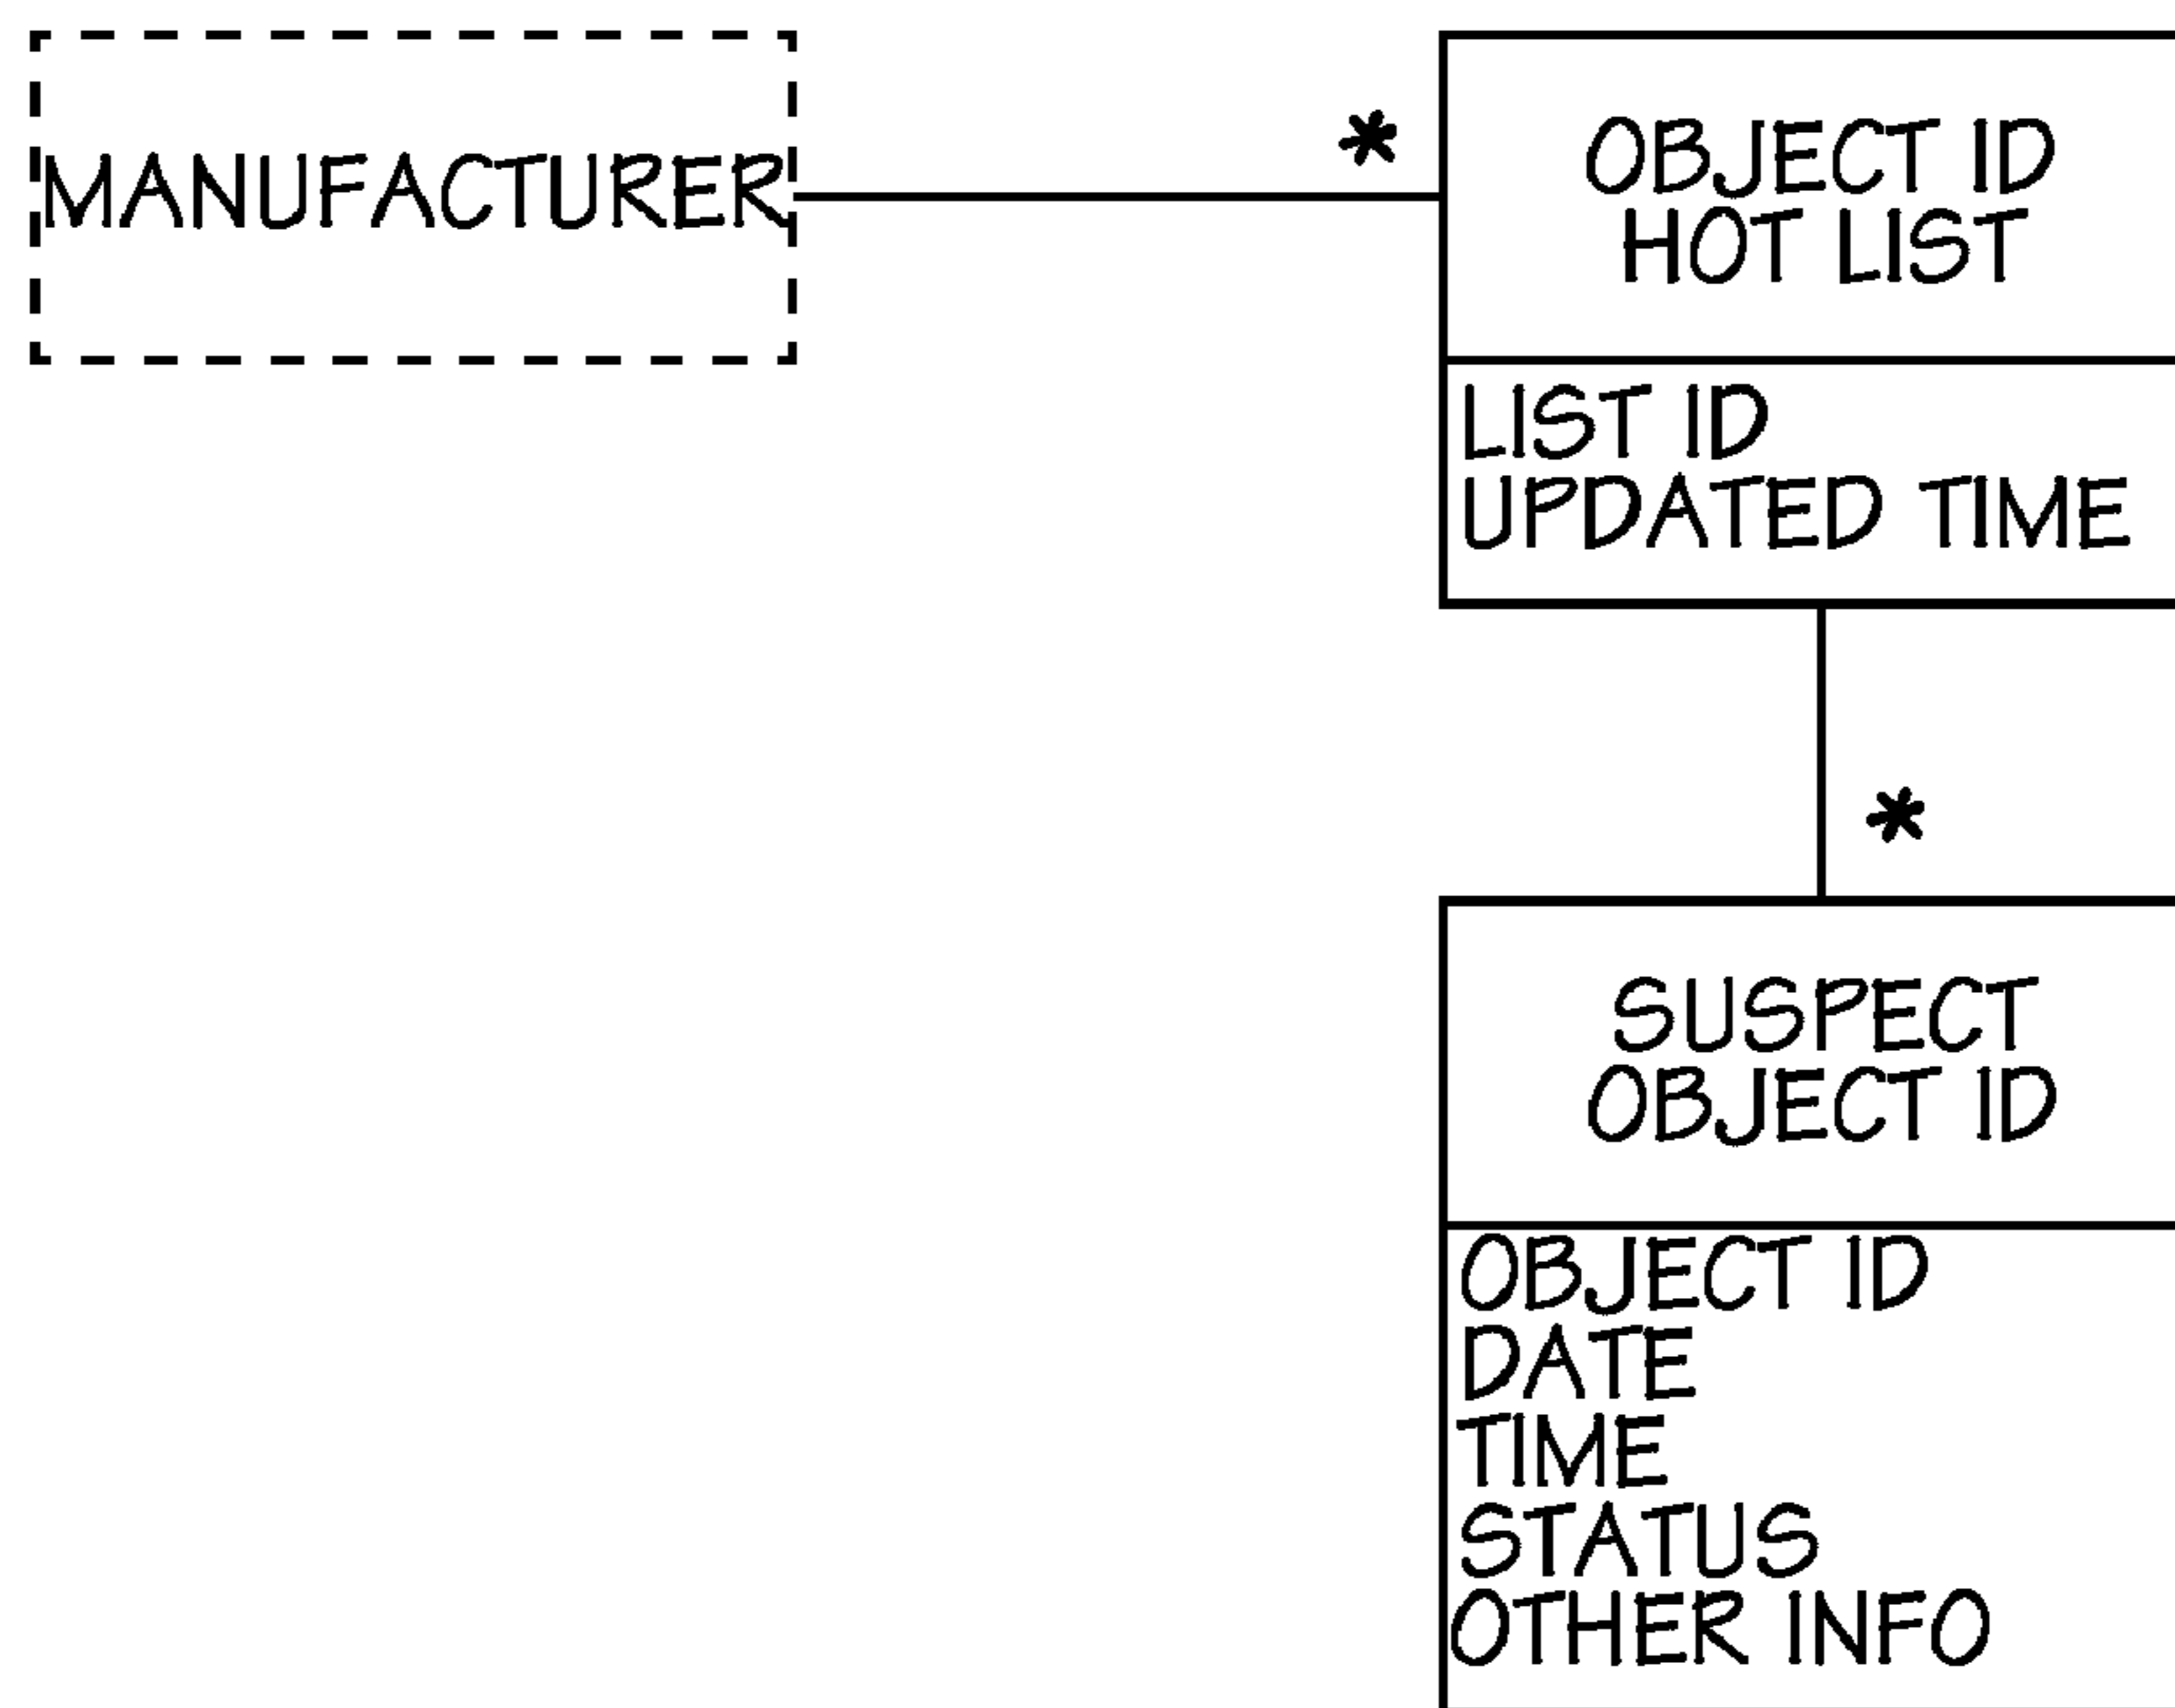 MANUFACTURER
*
OBJECT ID
HOT LIST
LIST ID
UPDATED TIME
*
SUSPECT
OBJECT ID
OBJECT ID
DATE
TIME
STATUS
OTHER INFO